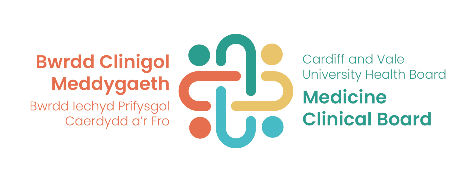 Bwrdd Clinigol
Meddygaeth
Bwrdd Iechyd Prifysgol
Caerdydd a'r Fro
Cardiff and Vale
University Health Board
Medicine
Clinical Board